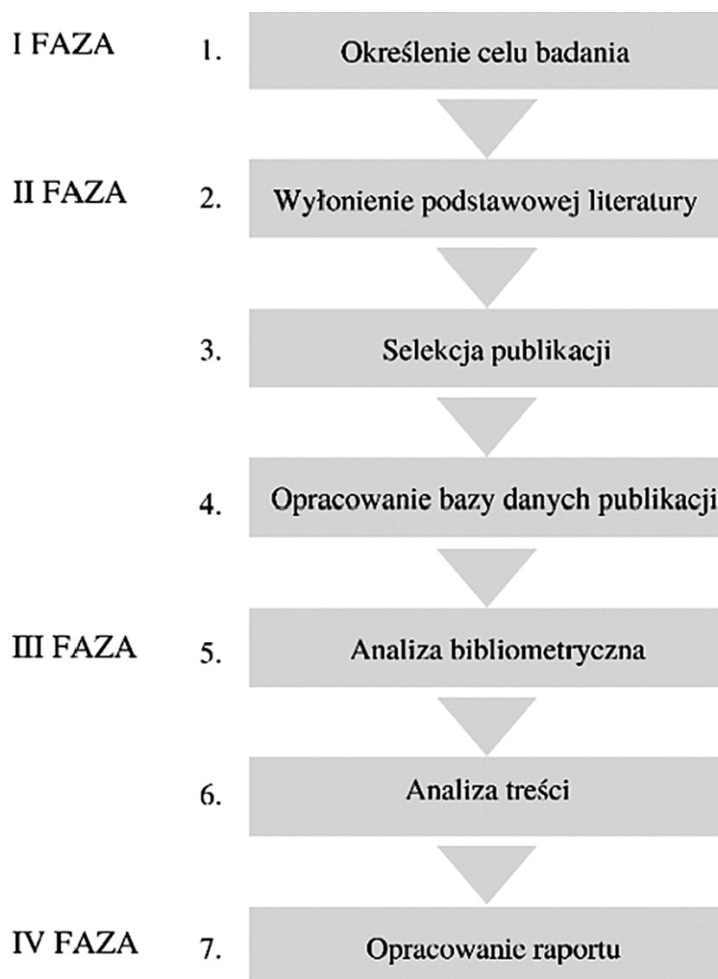 I FAZA 1. Określenie celu badania
II FAZA 2. Wyłonienie podstawowej literatury
3. Selekcja publikacji
4. Opracowanie bazy danych publikacji
III FAZA 5. Analiza bibliometryczna
6. Analiza treści
IV FAZA 7. Opracowanie raportu